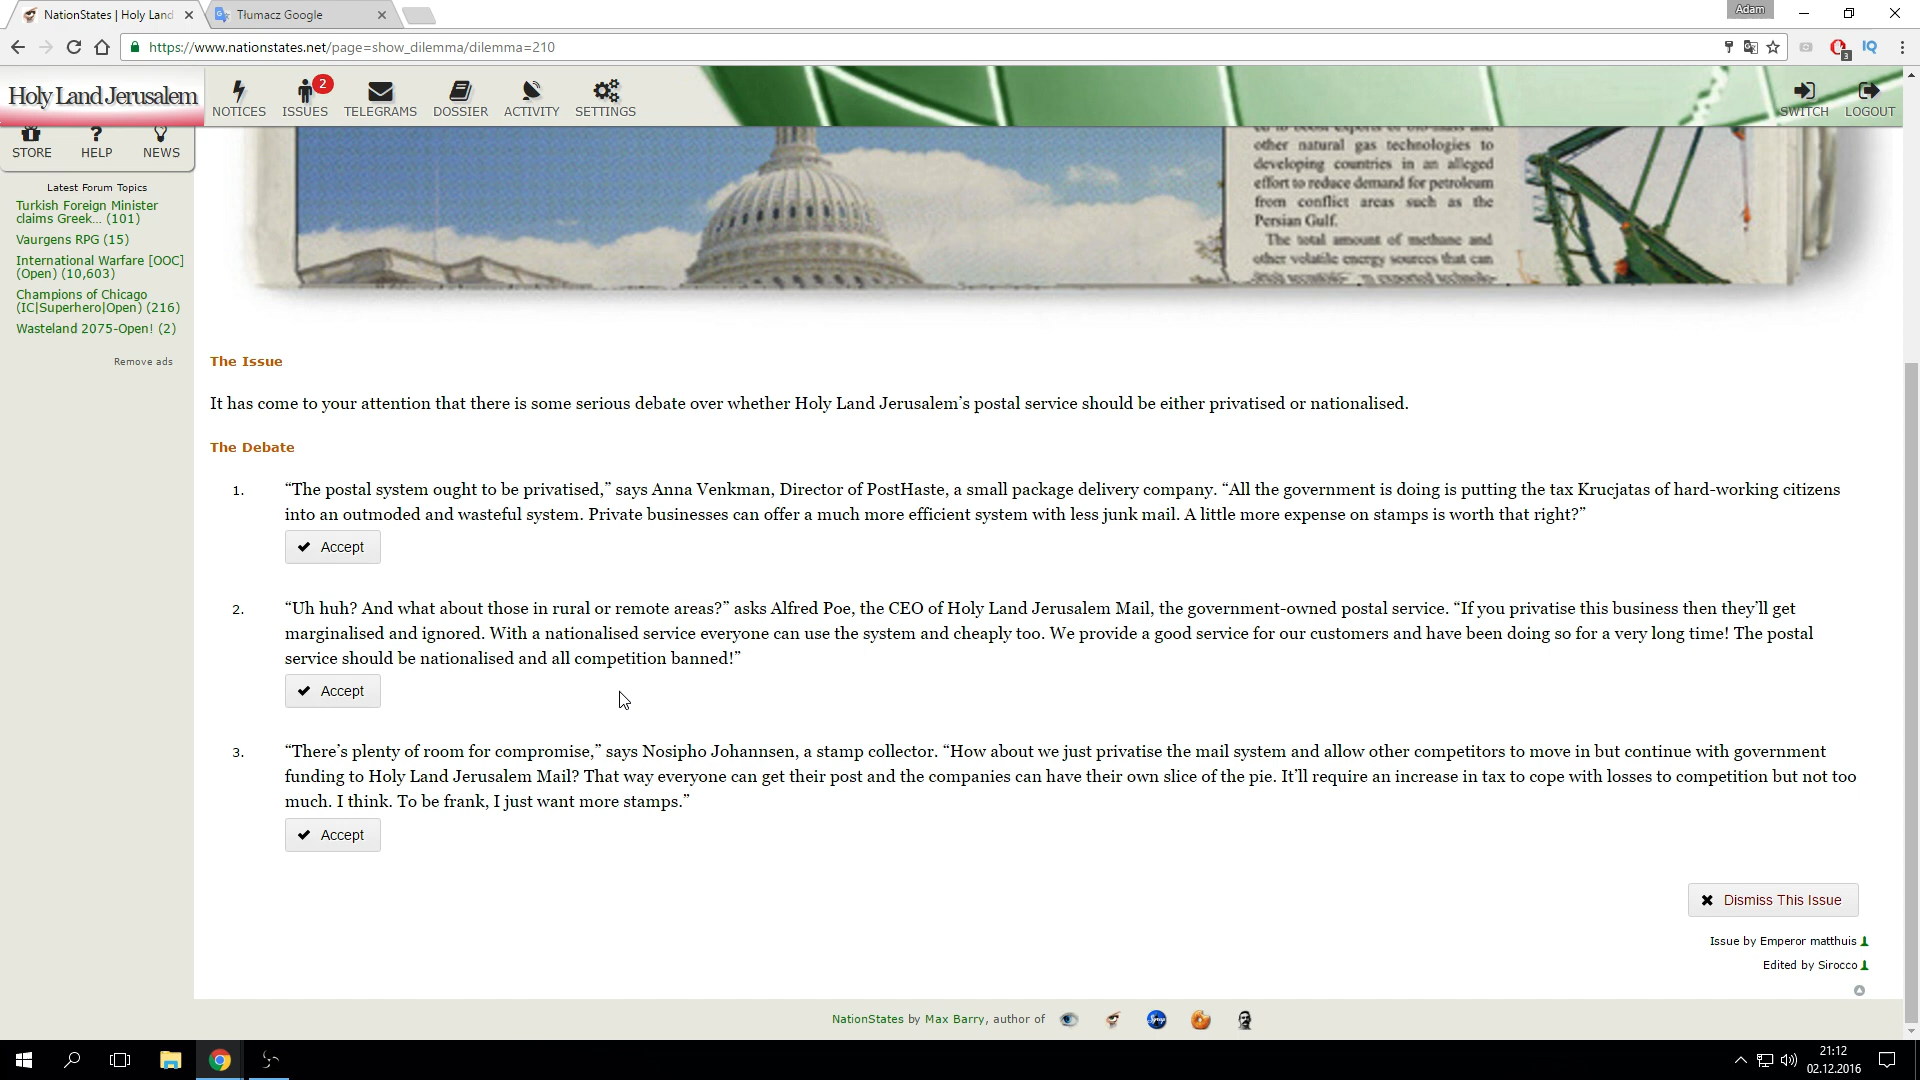 NationStates | Holy Land
Tłumacz Google
Adam
https://www.nationstates.net/page=show_dilemma/dilemma=210
3
IQ
Holy Land Jerusalem
2
NOTICES
ISSUES
TELEGRAMS
DOSSIER
ACTIVITY
SETTINGS
SWITCH
LOGOUT
STORE
HELP
NEWS
Latest Forum Topics
Turkish Foreign Minister
claims Greek... (101)
Vaurgens RPG (15)
International Warfare [OOC]
(Open) (10,603)
Champions of Chicago
(IC|Superhero|Open) (216)
Wasteland 2075-Open! (2)
Remove ads
other natural gas technologies to
developing countries in an alleged
effort to reduce demand for petroleum
from conflict areas such as the
Persian Gulf.
The total amount of methane and
other volatile energy sources that can
The Issue
It has come to your attention that there is some serious debate over whether Holy Land Jerusalem’s postal service should be either privatised or nationalised.
The Debate
1. “The postal system ought to be privatised,” says Anna Venkman, Director of PostHaste, a small package delivery company. “All the government is doing is putting the tax Krucjatas of hard-working citizens
into an outmoded and wasteful system. Private businesses can offer a much more efficient system with less junk mail. A little more expense on stamps is worth that right?”
Accept
2. “Uh huh? And what about those in rural or remote areas?” asks Alfred Poe, the CEO of Holy Land Jerusalem Mail, the government-owned postal service. “If you privatise this business then they’ll get
marginalised and ignored. With a nationalised service everyone can use the system and cheaply too. We provide a good service for our customers and have been doing so for a very long time! The postal
service should be nationalised and all competition banned!”
Accept
3. “There’s plenty of room for compromise,” says Nosipho Johannsen, a stamp collector. “How about we just privatise the mail system and allow other competitors to move in but continue with government
funding to Holy Land Jerusalem Mail? That way everyone can get their post and the companies can have their own slice of the pie. It’ll require an increase in tax to cope with losses to competition but not too
much. I think. To be frank, I just want more stamps.”
Accept
Dismiss This Issue
Issue by Emperor matthuis
Edited by Sirocco
NationStates by Max Barry, author of
21:12
02.12.2016